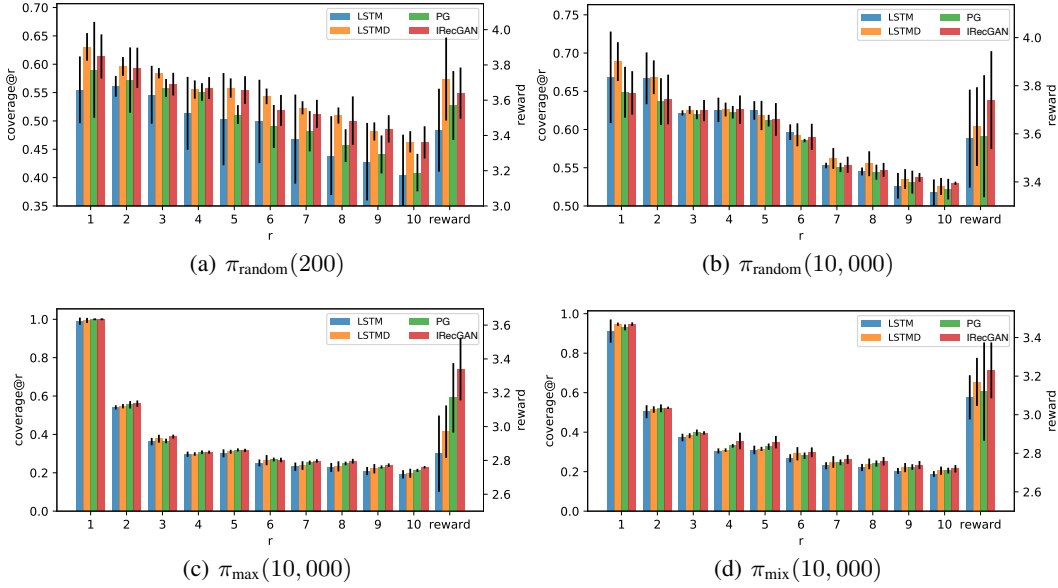 0.70
0.65
0.60
0.55
0.50
0.45
0.40
0.35
coverage@r
LSTM
LSTMD
PG
IRecGAN
4.0
3.8
3.6
3.4
3.2
3.0
reward
1 2 3 4 5 6 7 8 9 10 reward
r
(a) π_random(200)
0.75
0.70
0.65
0.60
0.55
0.50
coverage@r
LSTM
LSTMD
PG
IRecGAN
4.0
3.8
3.6
3.4
reward
1 2 3 4 5 6 7 8 9 10 reward
r
(b) π_random(10, 000)
1.0
0.8
0.6
0.4
0.2
0.0
coverage@r
LSTM
LSTMD
PG
IRecGAN
3.6
3.4
3.2
3.0
2.8
2.6
reward
1 2 3 4 5 6 7 8 9 10 reward
r
(c) π_max(10, 000)
1.0
0.8
0.6
0.4
0.2
0.0
coverage@r
LSTM
LSTMD
PG
IRecGAN
3.4
3.2
3.0
2.8
2.6
reward
1 2 3 4 5 6 7 8 9 10 reward
r
(d) π_mix(10, 000)